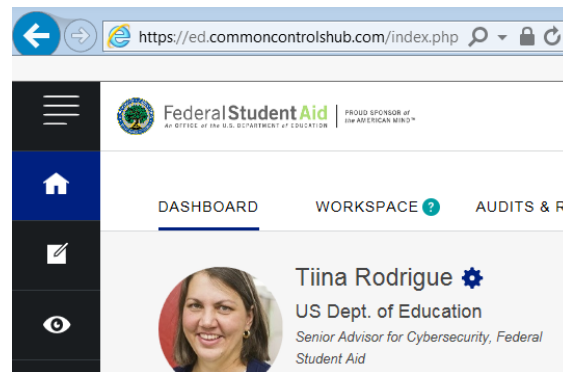 https://ed.commoncontrolshub.com/index.php
Federal Student Aid
An OFFICE of the U.S. DEPARTMENT of EDUCATION
PROUD SPONSOR of
the AMERICAN MIND™
DASHBOARD
WORKSPACE ?
AUDITS & R
Tiina Rodrigue
US Dept. of Education
Senior Advisor for Cybersecurity, Federal
Student Aid